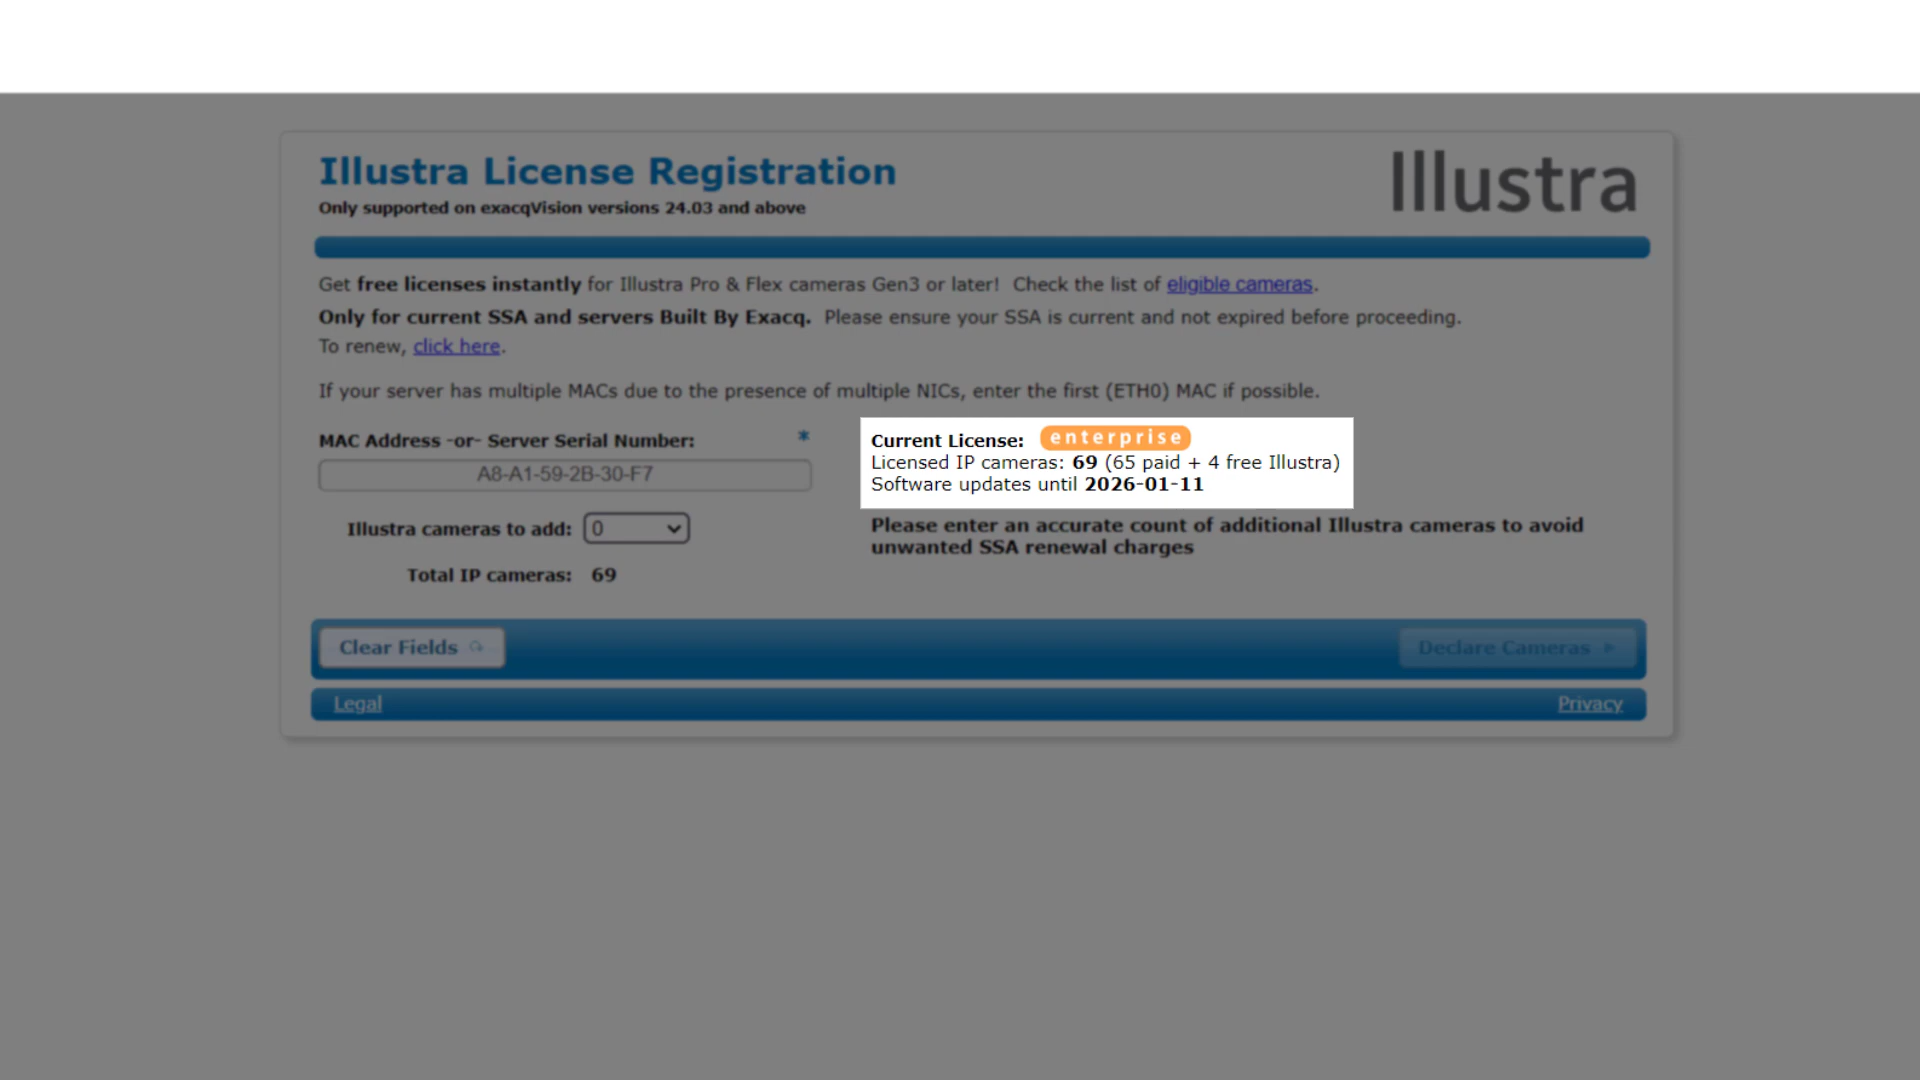 Illustra License Registration
Illustra
Only supported on exacqVision versions 24.03 and above
Get free licenses instantly for Illustra Pro & Flex cameras Gen3 or later! Check the list of eligible cameras.
Only for current SSA and servers Built By Exacq. Please ensure your SSA is current and not expired before proceeding.
To renew, click here.
If your server has multiple MACs due to the presence of multiple NICs, enter the first (ETH0) MAC if possible.
MAC Address -or- Server Serial Number: *
A8-A1-59-2B-30-F7
Current License: enterprise
Licensed IP cameras: 69 (65 paid + 4 free Illustra)
Software updates until 2026-01-11
Illustra cameras to add: 0
Please enter an accurate count of additional Illustra cameras to avoid
unwanted SSA renewal charges
Total IP cameras: 69
Clear Fields
Declare Cameras
Legal
Privacy